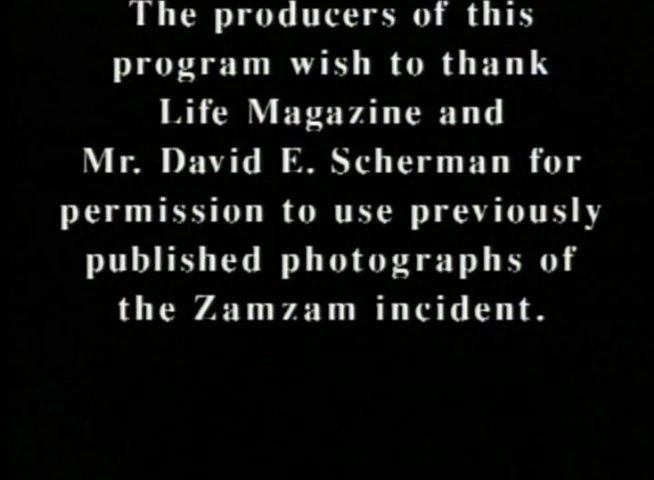 The producers of this
program wish to thank
Life Magazine and
Mr. David E. Scherman for
permission to use previously
published photographs of
the Zamzam incident.